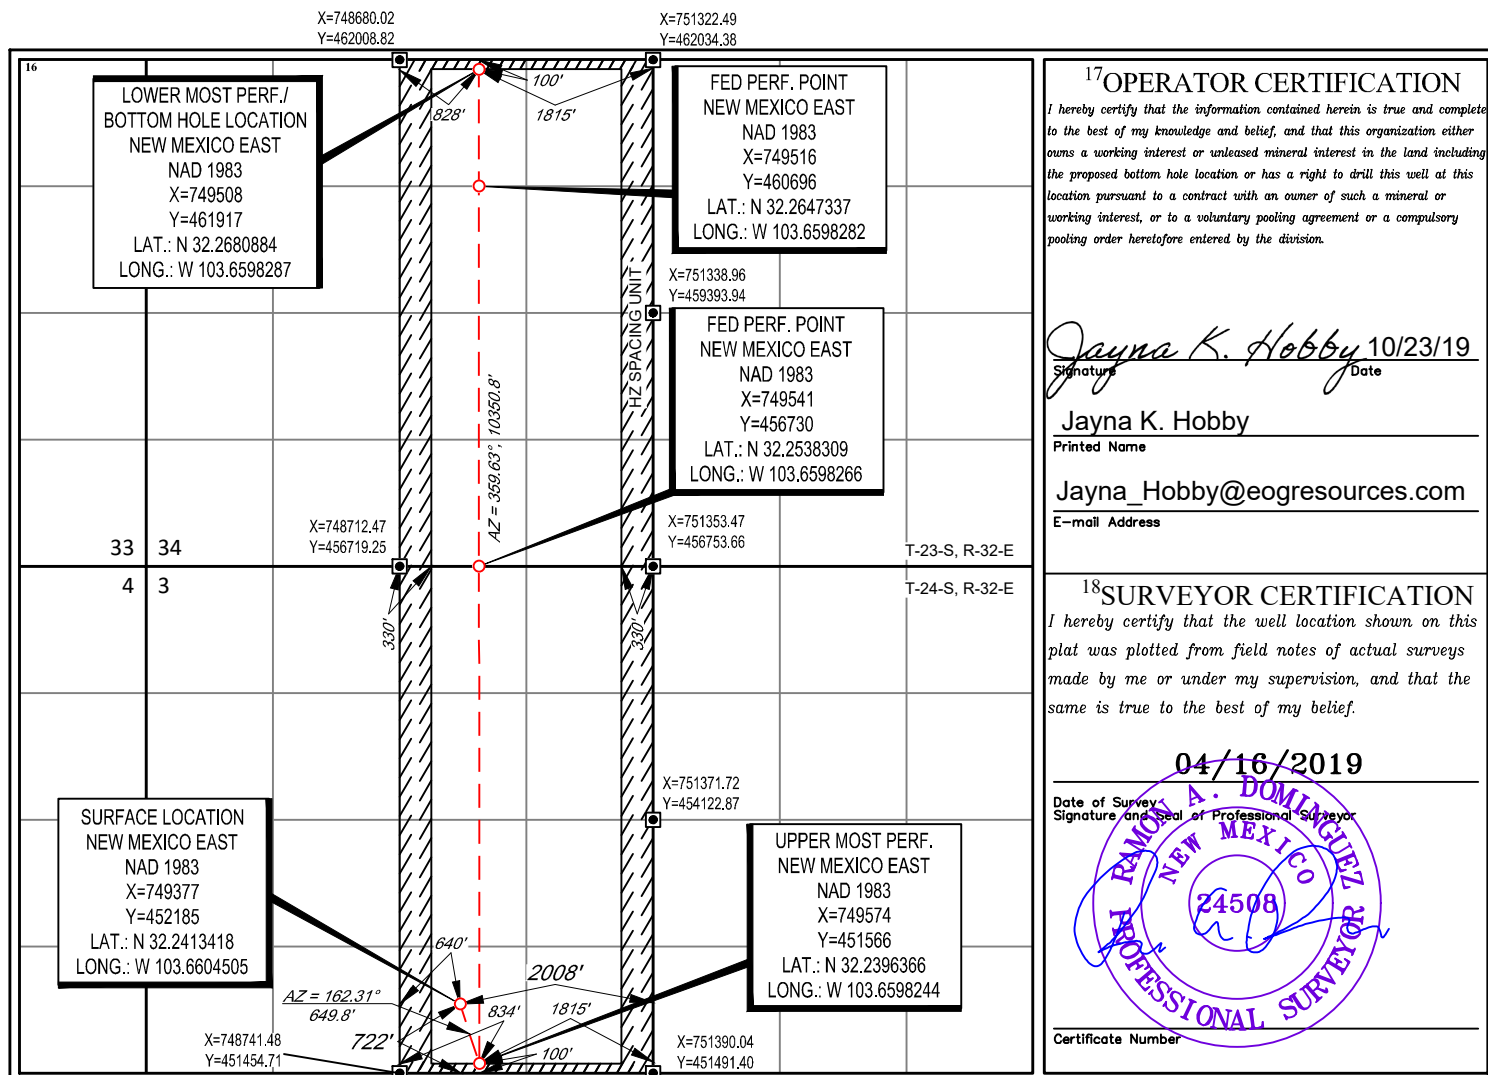 X=748680.02
Y=462008.82
X=751322.49
Y=462034.38
16
LOWER MOST PERF./
BOTTOM HOLE LOCATION
NEW MEXICO EAST
NAD 1983
X=749508
Y=461917
LAT.: N 32.2680884
LONG.: W 103.6598287
100'
828'
1815'
FED PERF. POINT
NEW MEXICO EAST
NAD 1983
X=749516
Y=460696
LAT.: N 32.2647337
LONG.: W 103.6598282
HZ SPACING UNIT
X=751338.96
Y=459393.94
FED PERF. POINT
NEW MEXICO EAST
NAD 1983
X=749541
Y=456730
LAT.: N 32.2538309
LONG.: W 103.6598266
AZ = 359.63°, 10350.8'
X=748712.47
Y=456719.25
X=751353.47
Y=456753.66
33 34
T-23-S, R-32-E
4 3
T-24-S, R-32-E
330'
330'
X=751371.72
Y=454122.87
SURFACE LOCATION
NEW MEXICO EAST
NAD 1983
X=749377
Y=452185
LAT.: N 32.2413418
LONG.: W 103.6604505
UPPER MOST PERF.
NEW MEXICO EAST
NAD 1983
X=749574
Y=451566
LAT.: N 32.2396366
LONG.: W 103.6598244
640'
2008'
AZ = 162.31°
649.8'
834'
1815'
722'
100'
X=748741.48
Y=451454.71
X=751390.04
Y=451491.40
17OPERATOR CERTIFICATION
I hereby certify that the information contained herein is true and complete
to the best of my knowledge and belief, and that this organization either
owns a working interest or unleased mineral interest in the land including
the proposed bottom hole location or has a right to drill this well at this
location pursuant to a contract with an owner of such a mineral or
working interest, or to a voluntary pooling agreement or a compulsory
pooling order heretofore entered by the division.
Jayna K. Hobby 10/23/19
Signature Date
Jayna K. Hobby
Printed Name
Jayna_Hobby@eogresources.com
E-mail Address
18SURVEYOR CERTIFICATION
I hereby certify that the well location shown on this
plat was plotted from field notes of actual surveys
made by me or under my supervision, and that the
same is true to the best of my belief.
04/16/2019
Date of Survey
Signature and Seal of Professional Surveyor
RAMON A. DOMINGUEZ
NEW MEXICO
24508
PROFESSIONAL SURVEYOR
Certificate Number